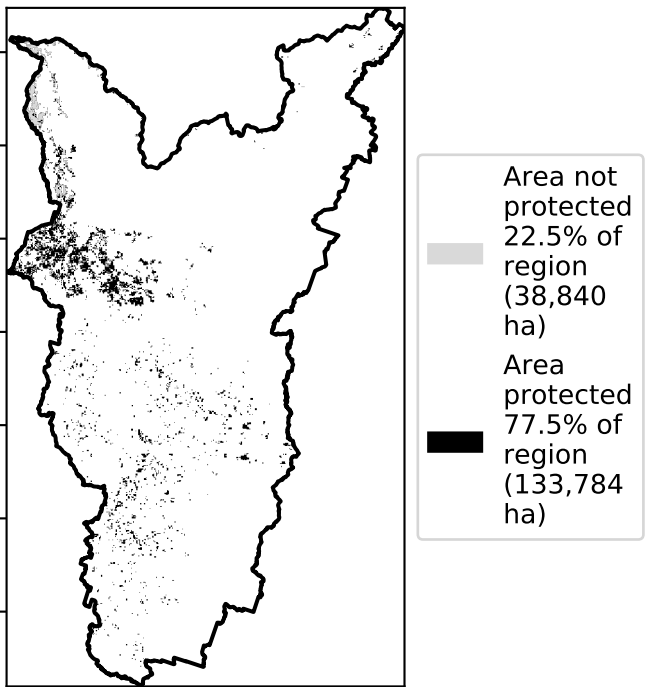 Area not
protected
22.5% of
region
(38,840
ha)
Area
protected
77.5% of
region
(133,784
ha)